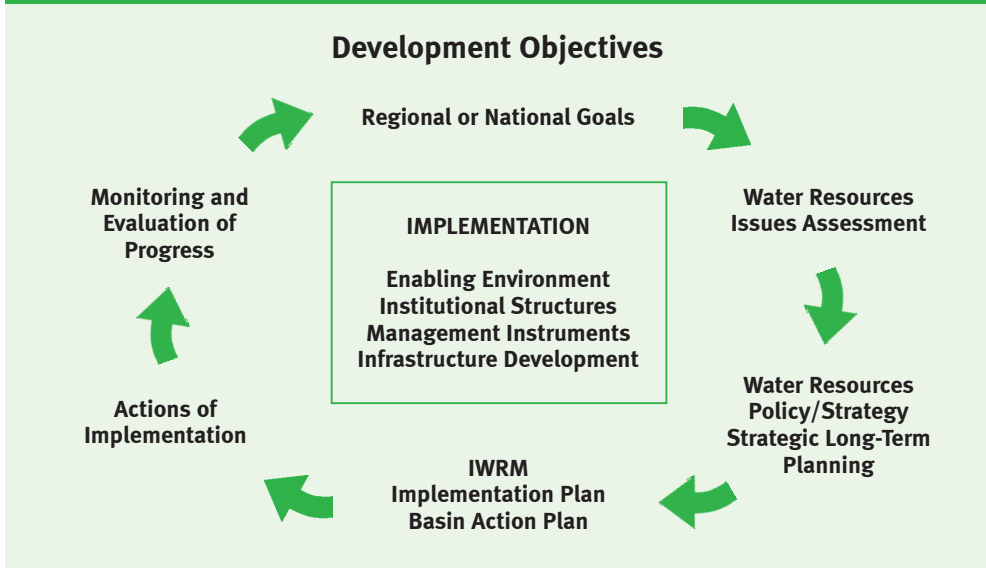 Development Objectives
Regional or National Goals
Water Resources
Issues Assessment
Water Resources
Policy/Strategy
Strategic Long-Term
Planning
IWRM
Implementation Plan
Basin Action Plan
Actions of
Implementation
Monitoring and
Evaluation of
Progress
IMPLEMENTATION
Enabling Environment
Institutional Structures
Management Instruments
Infrastructure Development